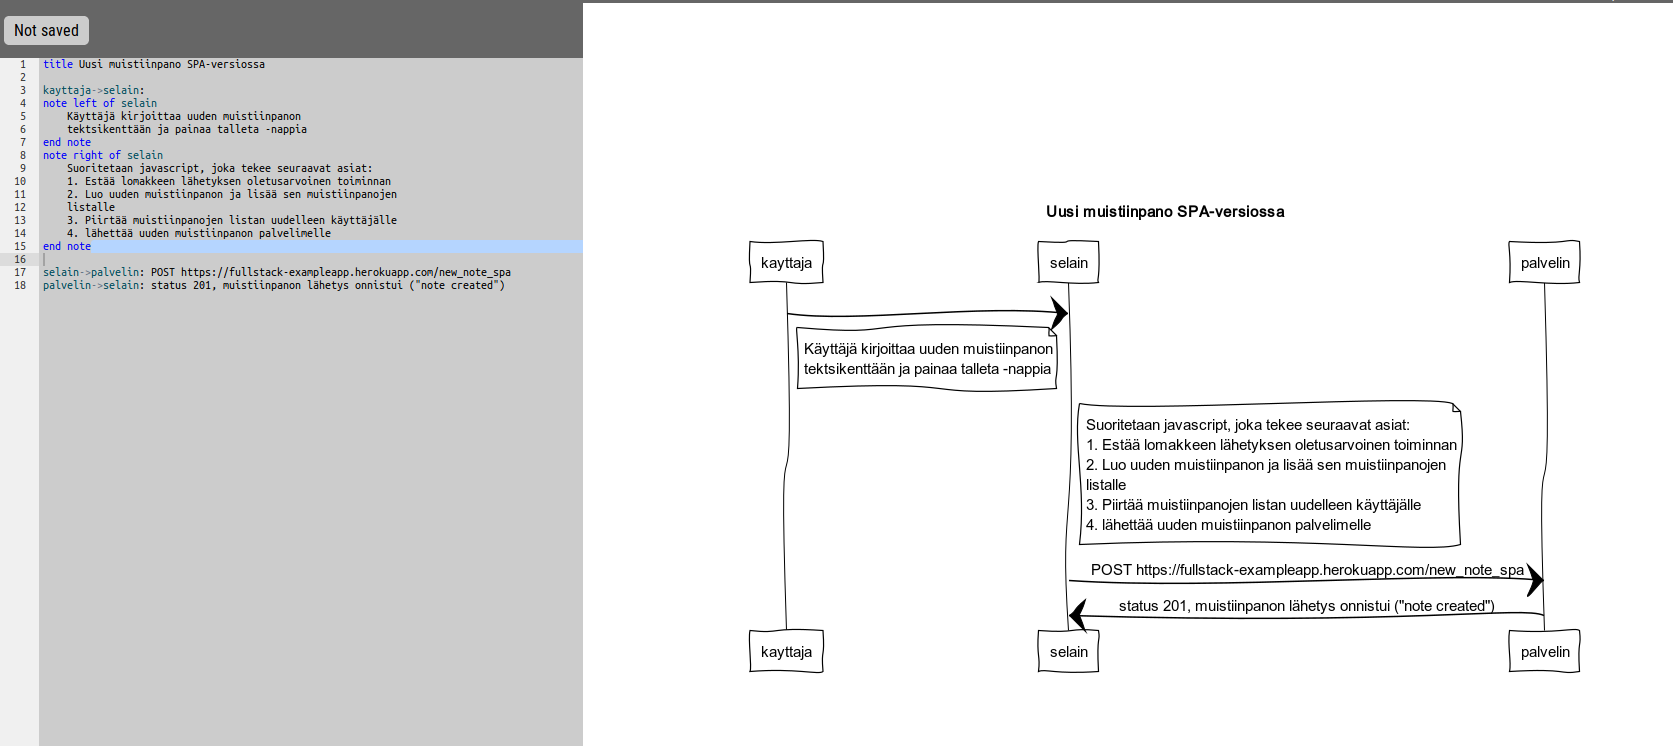 Not saved
1 title Uusi muistiinpano SPA-versiossa
2
3 kayttaja->selain:
4 note left of selain
5 Käyttäjä kirjoittaa uuden muistiinpanon
6 tektsikenttään ja painaa talleta -nappia
7 end note
8 note right of selain
9 Suoritetaan javascript, joka tekee seuraavat asiat:
10 1. Estää lomakkeen lähetyksen oletusarvoinen toiminnan
11 2. Luo uuden muistiinpanon ja lisää sen muistiinpanojen
12 listalle
13 3. Piirtää muistiinpanojen listan uudelleen käyttäjälle
14 4. lähettää uuden muistiinpanon palvelimelle
15 end note
16
17 selain->palvelin: POST https://fullstack-exampleapp.herokuapp.com/new_note_spa
18 palvelin->selain: status 201, muistiinpanon lähetys onnistui ("note created")
Uusi muistiinpano SPA-versiossa
kayttaja
selain
palvelin
Käyttäjä kirjoittaa uuden muistiinpanon
tektsikenttään ja painaa talleta -nappia
Suoritetaan javascript, joka tekee seuraavat asiat:
1. Estää lomakkeen lähetyksen oletusarvoinen toiminnan
2. Luo uuden muistiinpanon ja lisää sen muistiinpanojen
listalle
3. Piirtää muistiinpanojen listan uudelleen käyttäjälle
4. lähettää uuden muistiinpanon palvelimelle
POST https://fullstack-exampleapp.herokuapp.com/new_note_spa
status 201, muistiinpanon lähetys onnistui ("note created")
kayttaja
selain
palvelin